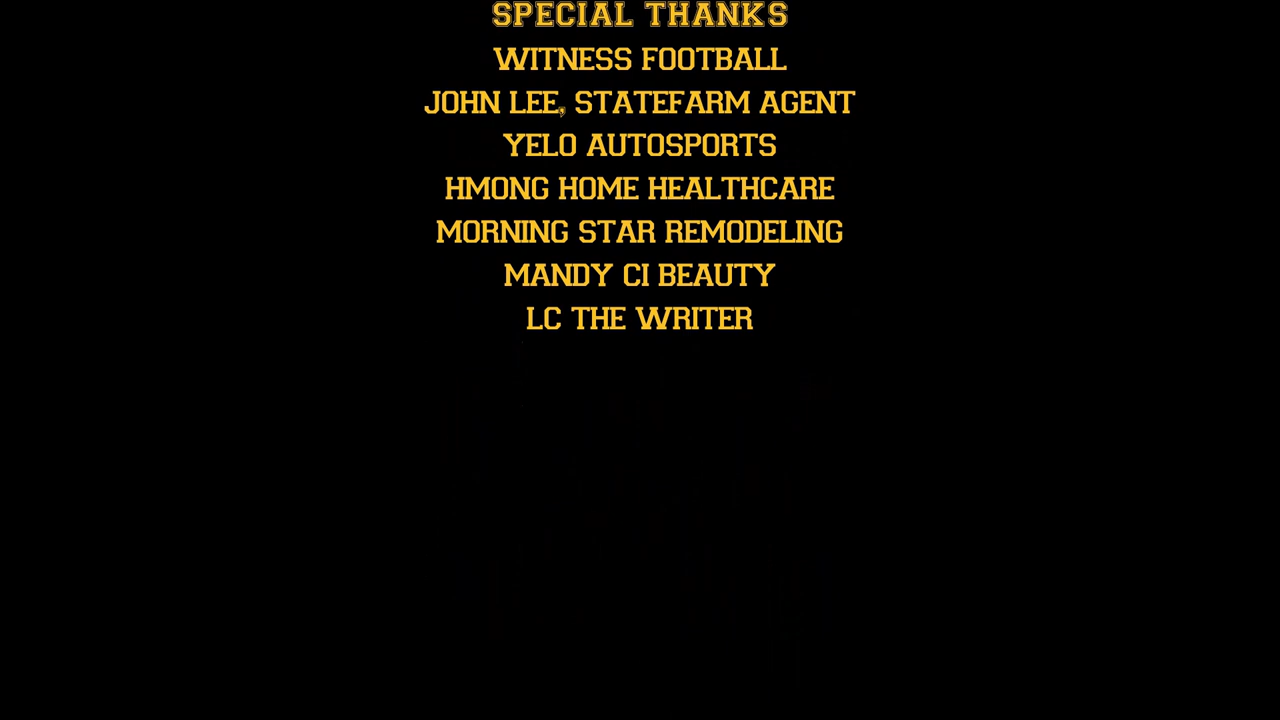 SPECIAL THANKS
WITNESS FOOTBALL
JOHN LEE, STATEFARM AGENT
YELO AUTOSPORTS
HMONG HOME HEALTHCARE
MORNING STAR REMODELING
MANDY CI BEAUTY
LC THE WRITER